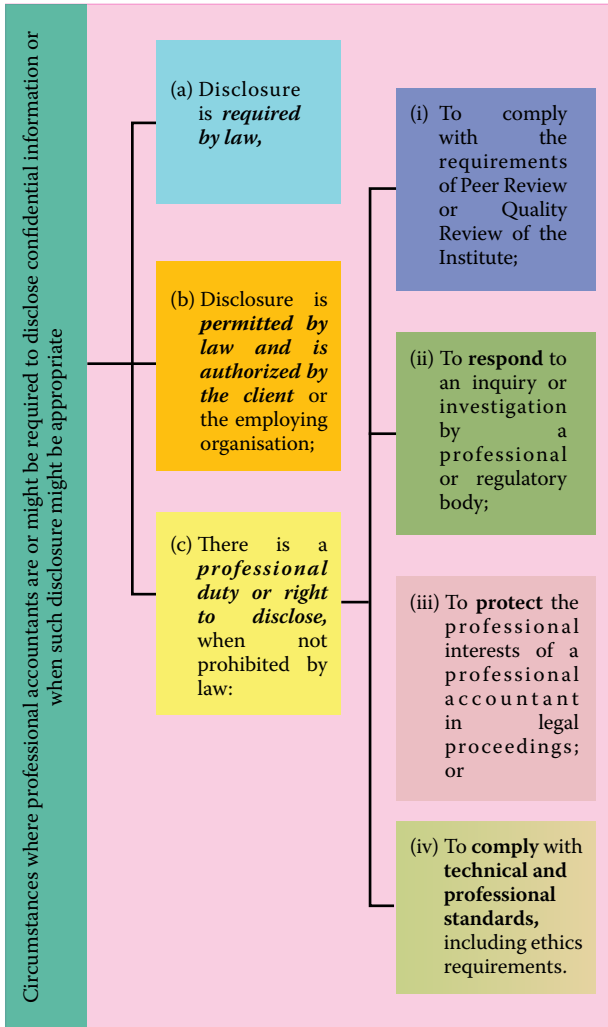 Circumstances where professional accountants are or might be required to disclose confidential information or
when such disclosure might be appropriate
(a) Disclosure
is required
by law,
(b) Disclosure is
permitted by
law and is
authorized by
the client or
the employing
organisation;
(c) There is a
professional
duty or right
to disclose,
when not
prohibited by
law:
(i) To comply
with the
requirements
of Peer Review
or Quality
Review of the
Institute;
(ii) To respond to
an inquiry or
investigation
by a
professional
or regulatory
body;
(iii) To protect the
professional
interests of a
professional
accountant
in legal
proceedings;
or
(iv) To comply with
technical and
professional
standards,
including ethics
requirements.